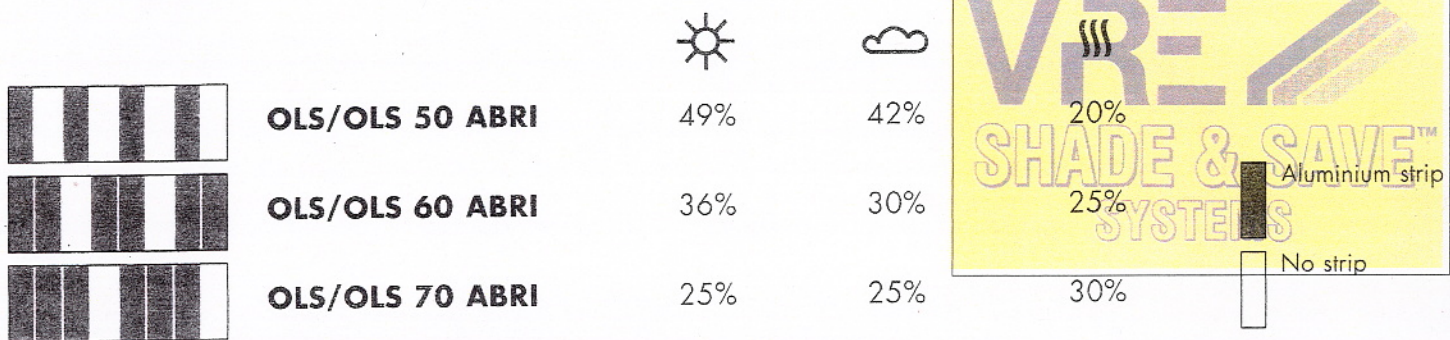 VRE
OLS/OLS 50 ABRI 49% 42% 20%
SHADE & SAVE™
Aluminium strip
OLS/OLS 60 ABRI 36% 30% 25%
SYSTEMS
No strip
OLS/OLS 70 ABRI 25% 25% 30%